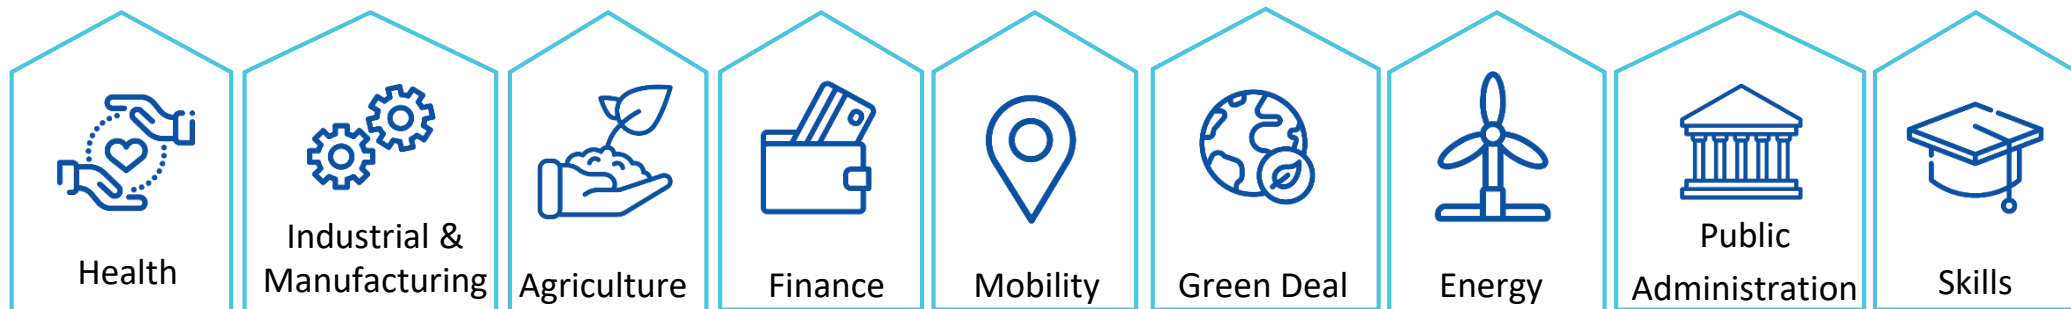 Health
Industrial &
Manufacturing
Agriculture
Finance
Mobility
Green Deal
Energy
Public
Administration
Skills